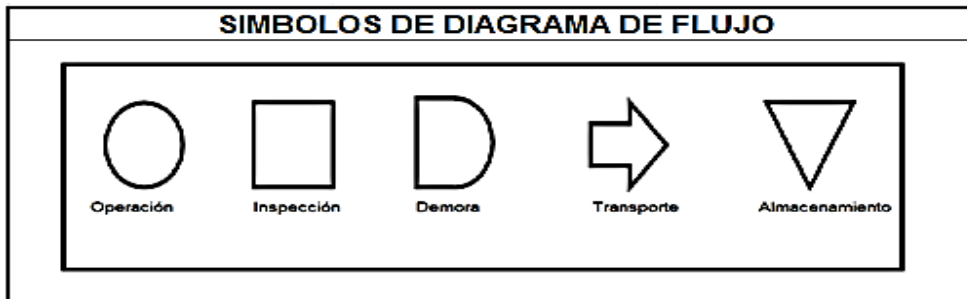 SIMBOLOS DE DIAGRAMA DE FLUJO
Operación Inspección Demora Transporte Almacenamiento